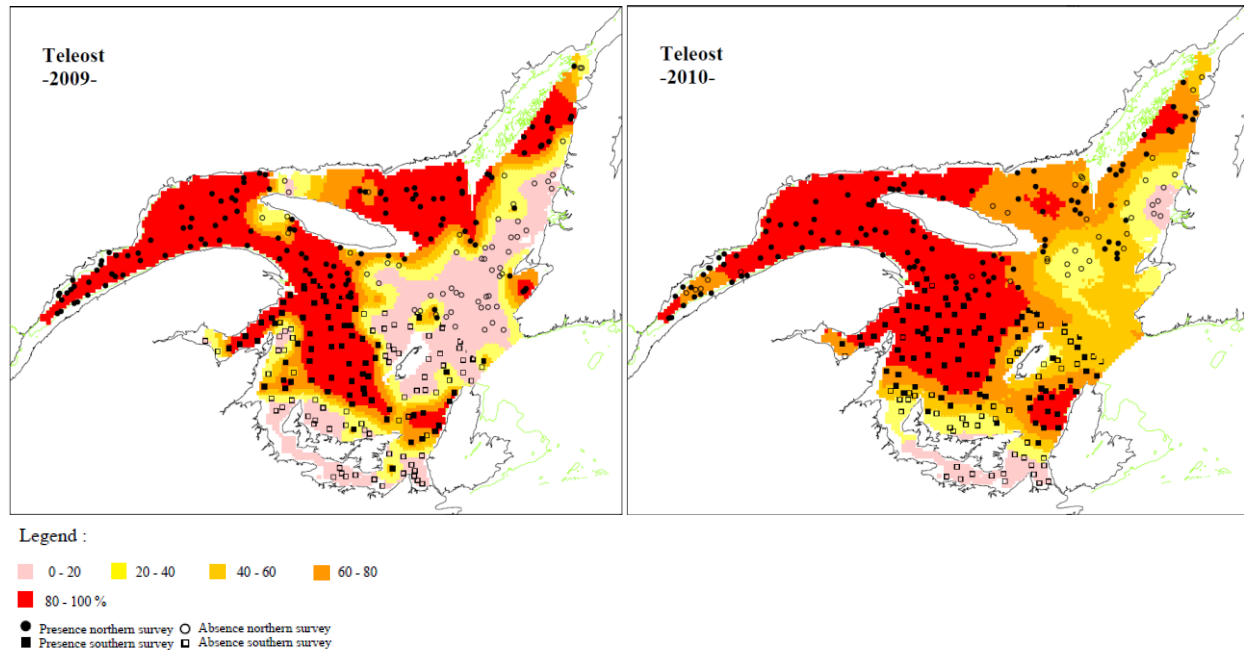 Teleost
-2009-
Teleost
-2010-
Legend :
0 - 20 20 - 40 40 - 60 60 - 80
80 - 100 %
Presence northern survey Absence northern survey
Presence southern survey Absence southern survey